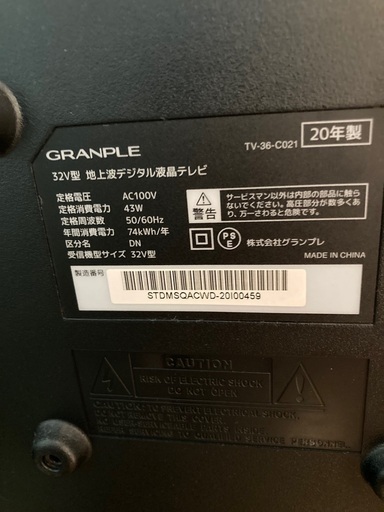 GRANPLE
TV-36-C021
20年製
32V型 地上波デジタル液晶テレビ
定格電圧 AC100V
定格消費電力 43W
定格周波数 50/60Hz
年間消費電力 74kWh/年
区分名 DN
受信機型サイズ 32V型
警告
サービスマン以外は内部の部品に触ら
ないでください。高圧部分が数多くあ
り、万一さわると危険です。
PS
E
株式会社グランプレ
MADE IN CHINA
製造番号
STDMSQACWD-20I00459
CAUTION
RISK OF ELECTRIC SHOCK
DO NOT OPEN